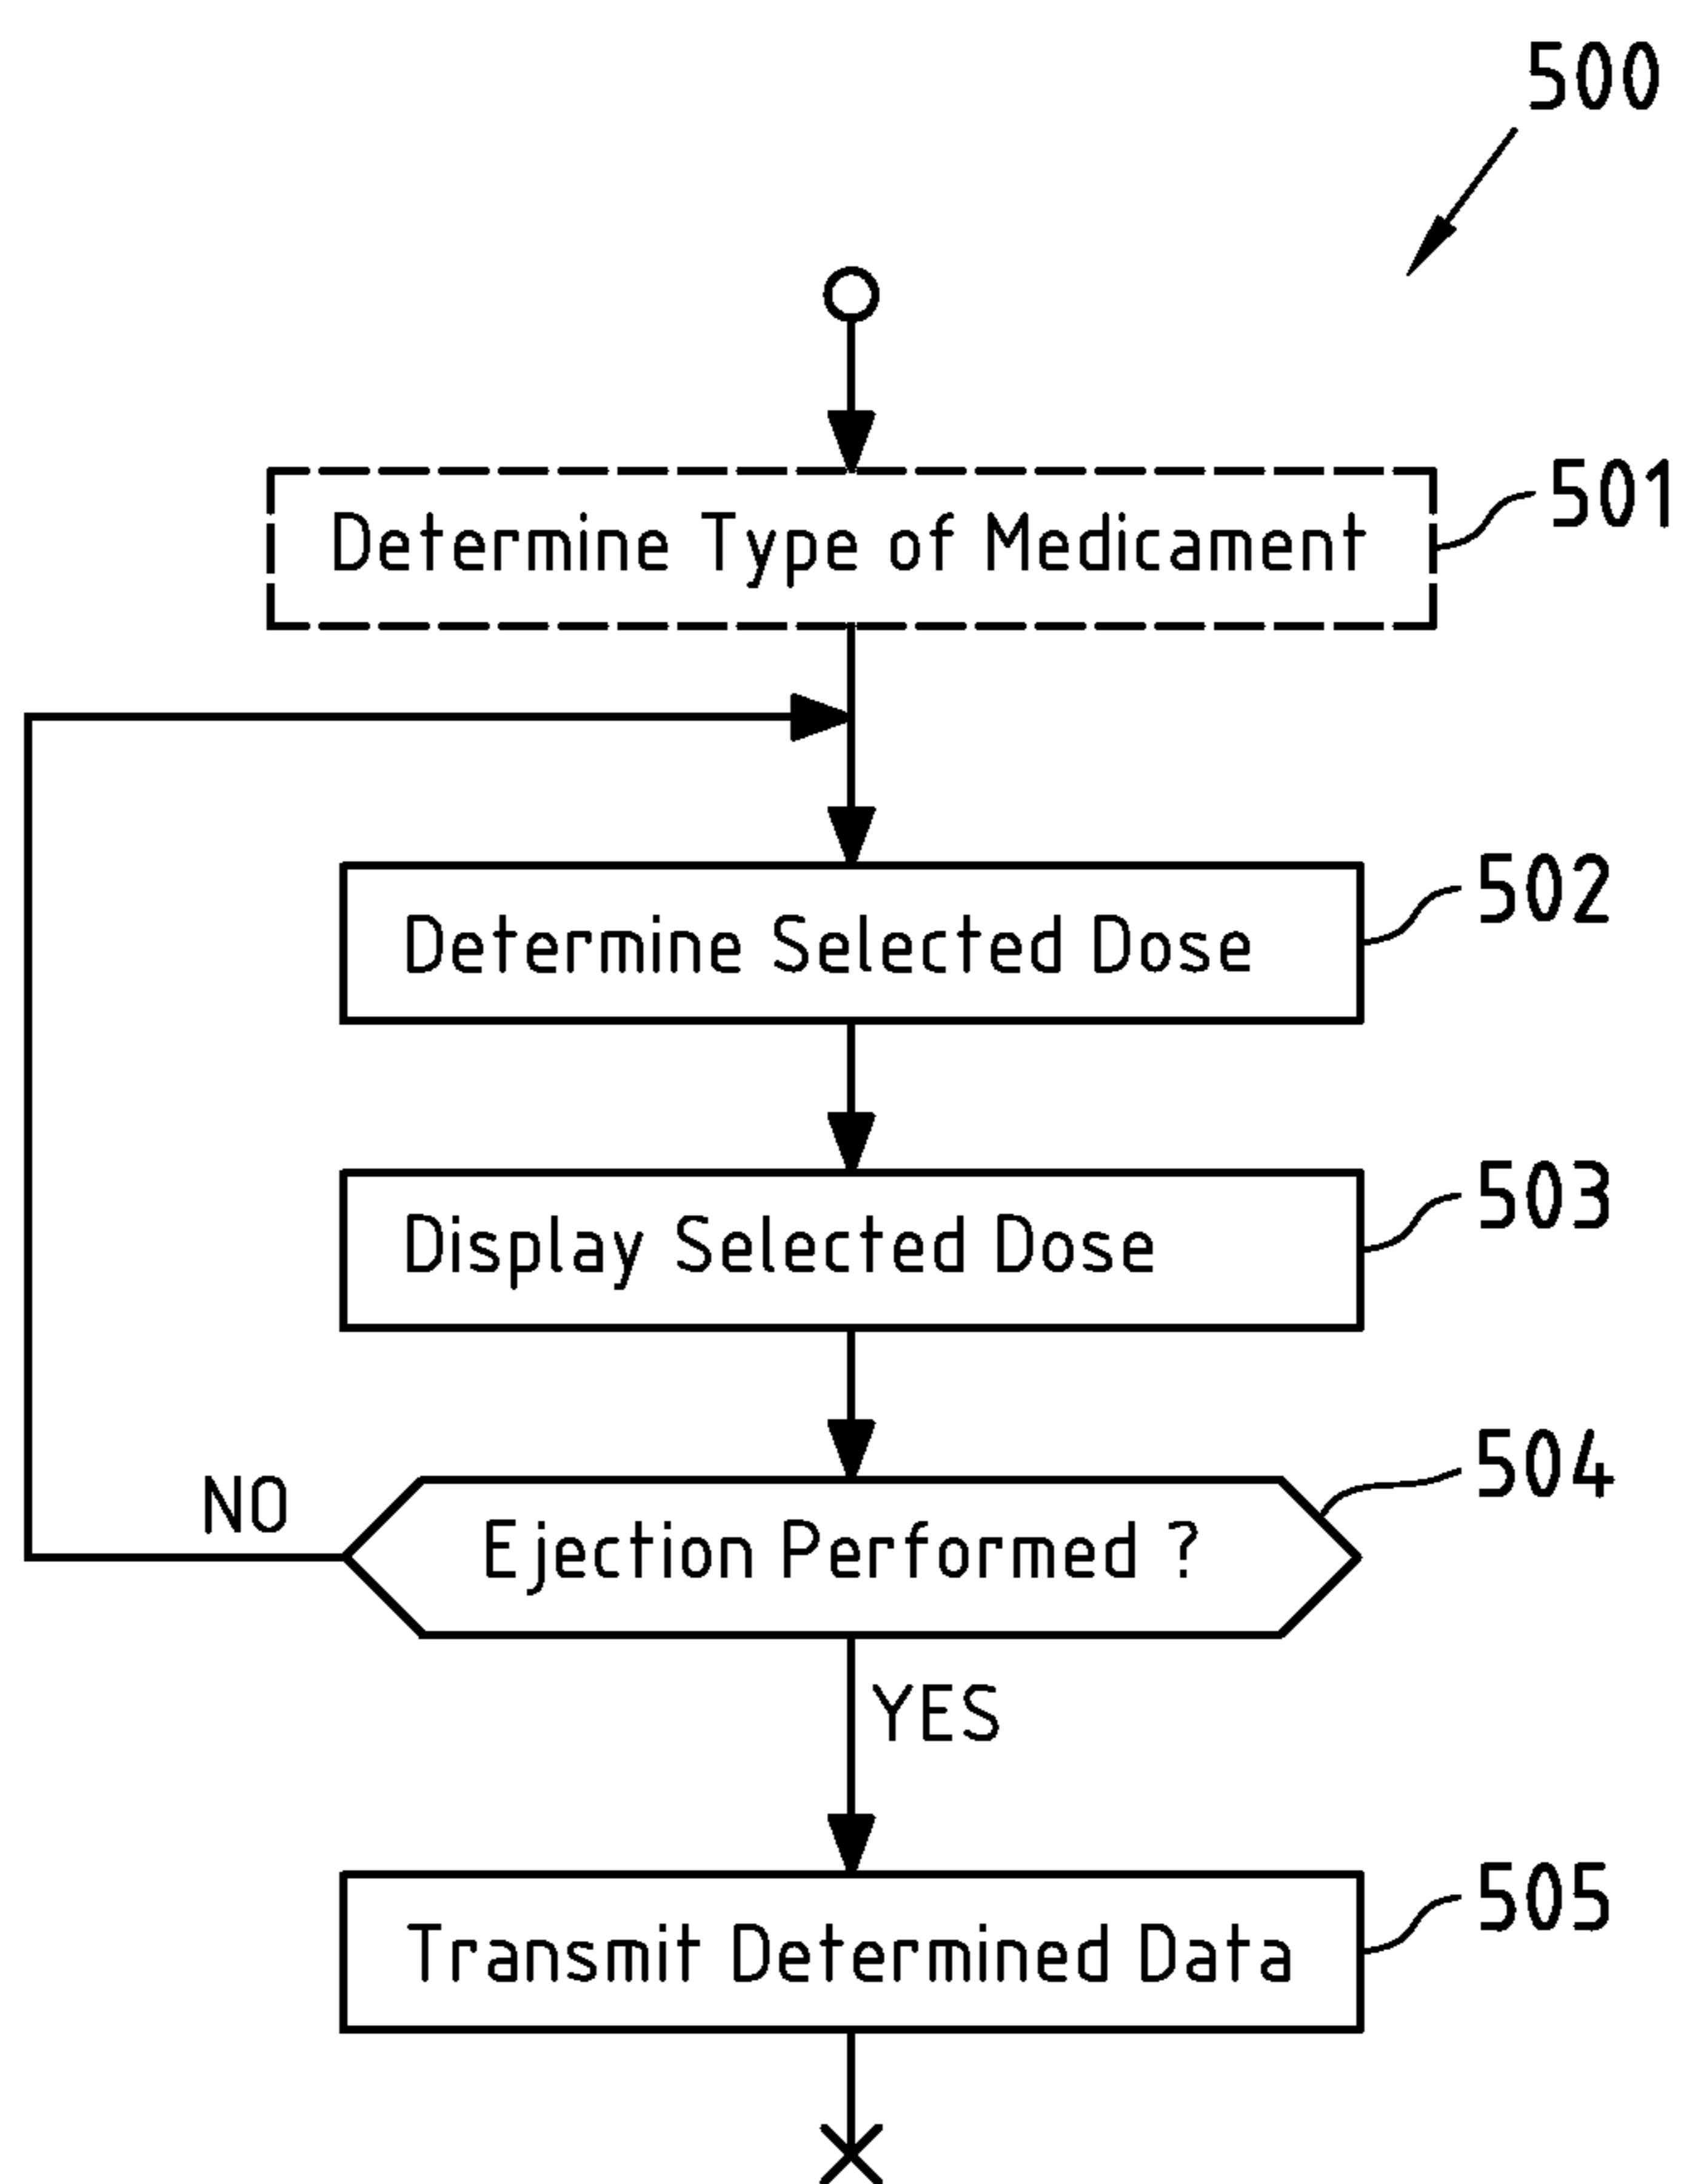 500
Determine Type of Medicament
501
Determine Selected Dose
502
Display Selected Dose
503
Ejection Performed ?
504
NO
YES
Transmit Determined Data
505